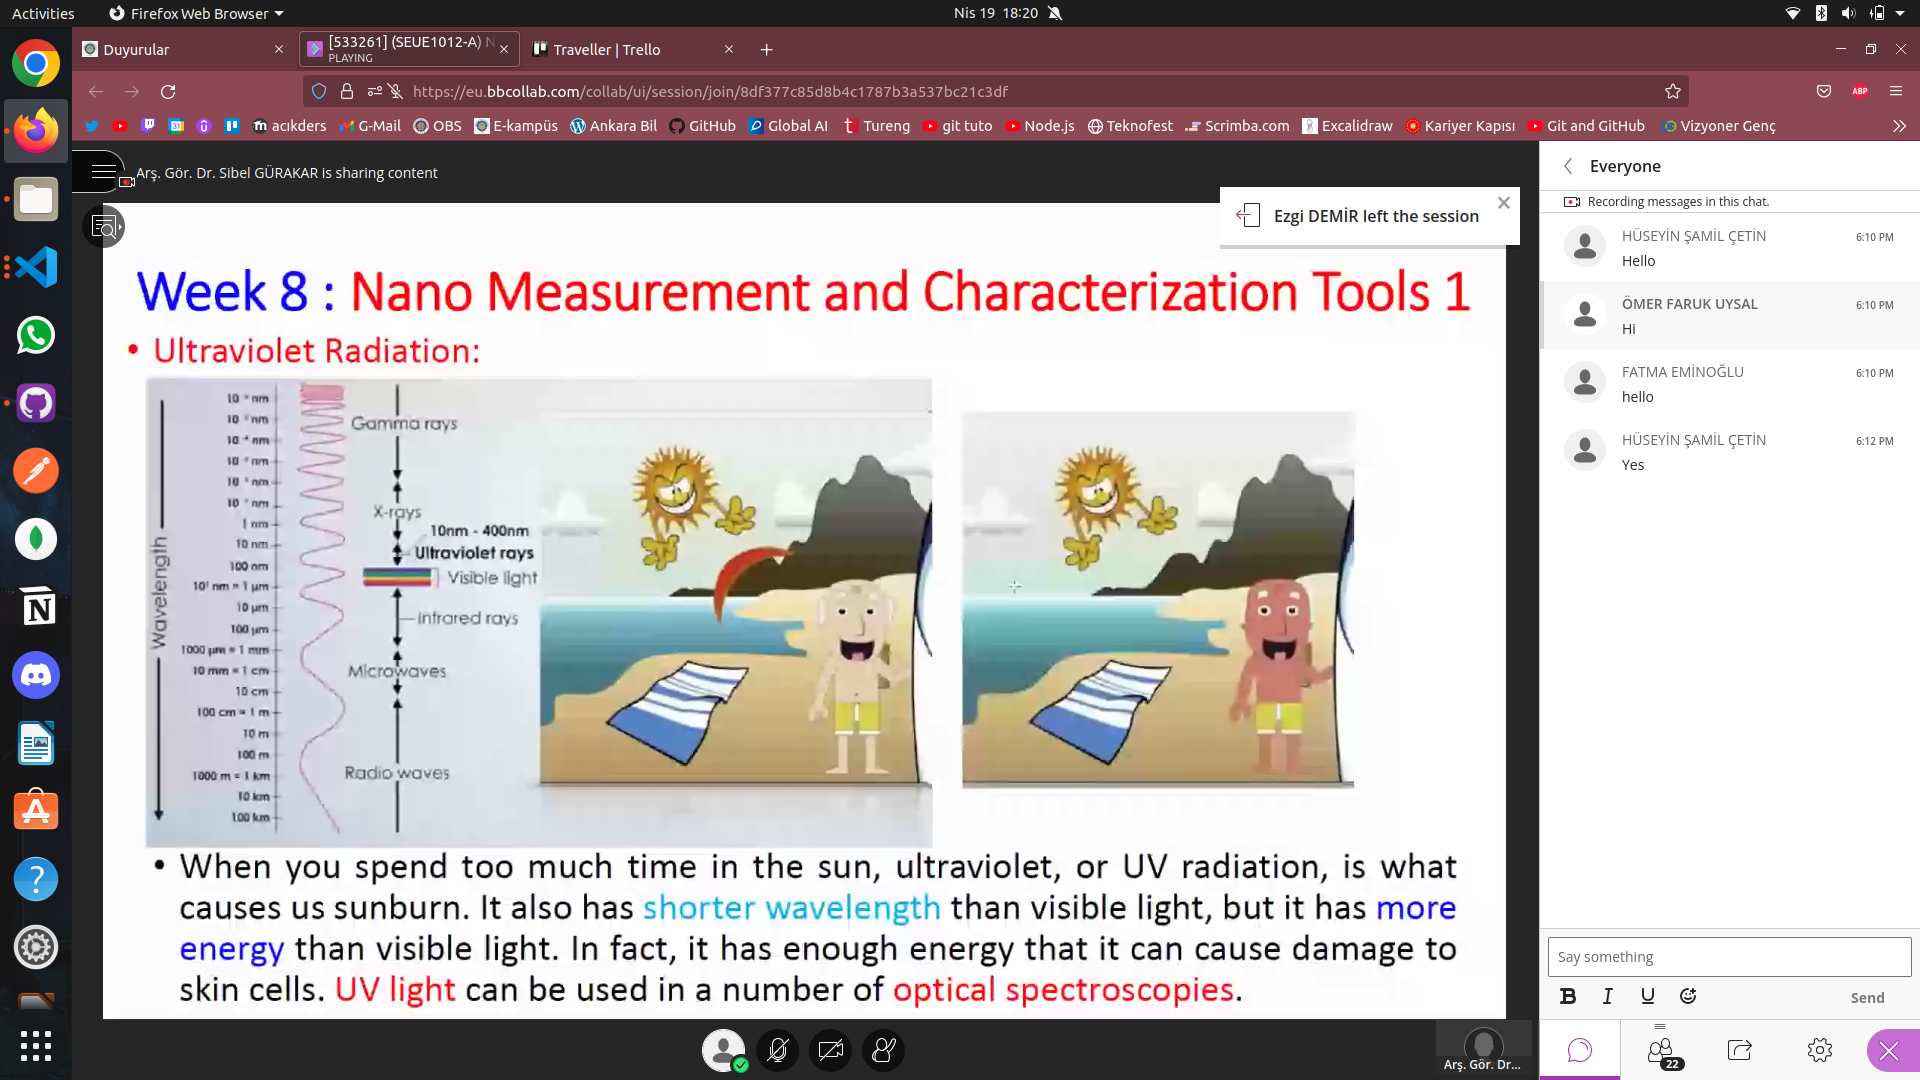 Activities
Firefox Web Browser
Nis 19 18:20
Duyurular
[533261] (SEUE1012-A) N
PLAYING
Traveller | Trello
https://eu.bbcollab.com/collab/ui/session/join/8df377c85d8b4c1787b3a537bc21c3df
ABP
acıkders
G-Mail
OBS
E-kampüs
Ankara Bil
GitHub
Global AI
Tureng
git tuto
Node.js
Teknofest
Scrimba.com
Excalidraw
Kariyer Kapısı
Git and GitHub
Vizyoner Genç
Arş. Gör. Dr. Sibel GÜRAKAR is sharing content
Ezgi DEMİR left the session
Week 8 : Nano Measurement and Characterization Tools 1
• Ultraviolet Radiation:
Wavelength
1 nm
10 nm
100 nm
= 1 μm
10 μm
100 μm
1000 μm = 1 mm
10 mm = 1 cm
10 cm
100 cm = 1 m
10 m
100 m
1000 m = 1 km
10 km
100 km
Gamma rays
X-rays
10nm - 400nm
Ultraviolet rays
Visible light
Infrared rays
Microwaves
Radio waves
• When you spend too much time in the sun, ultraviolet, or UV radiation, is what
causes us sunburn. It also has shorter wavelength than visible light, but it has more
energy than visible light. In fact, it has enough energy that it can cause damage to
skin cells. UV light can be used in a number of optical spectroscopies.
Arş. Gör. Dr...
Everyone
Recording messages in this chat.
HÜSEYİN ŞAMİL ÇETİN 6:10 PM
Hello
ÖMER FARUK UYSAL 6:10 PM
Hi
FATMA EMİNOĞLU 6:10 PM
hello
HÜSEYİN ŞAMİL ÇETİN 6:12 PM
Yes
Say something
B I U
Send
22